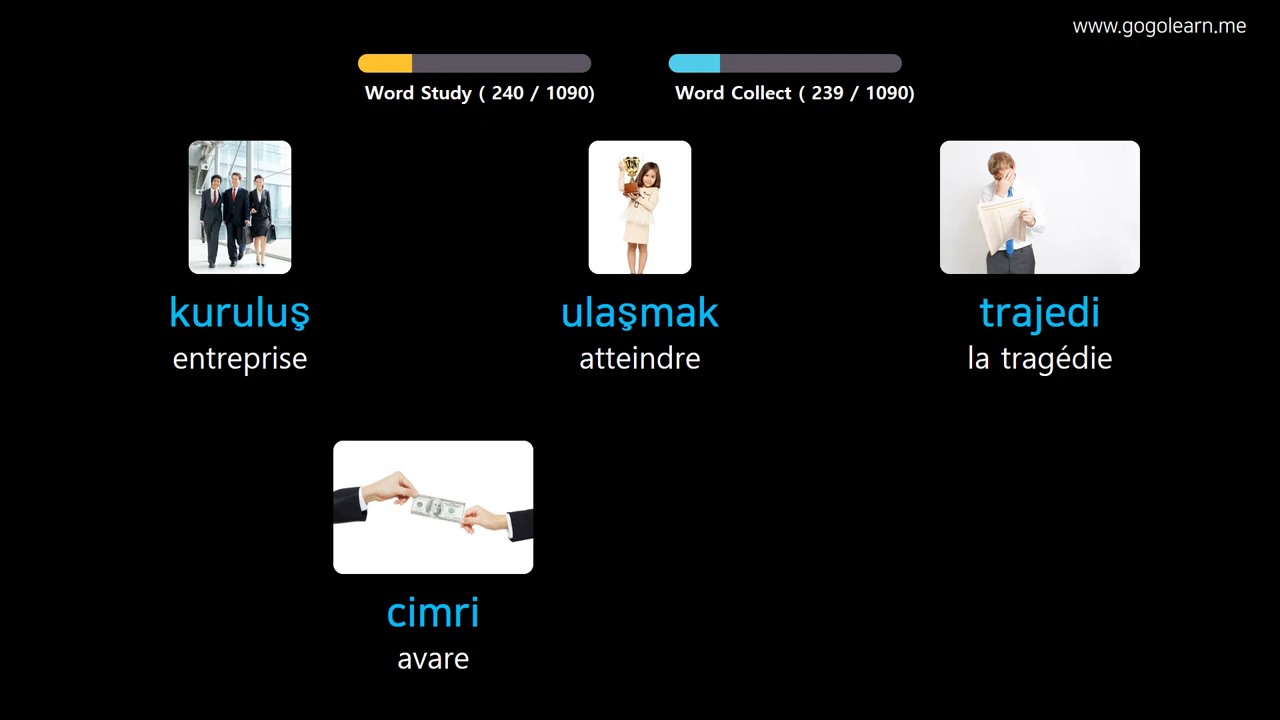 www.gogolearn.me
Word Study ( 240 / 1090)
Word Collect ( 239 / 1090)
kuruluş
entreprise
ulaşmak
atteindre
trajedi
la tragédie
cimri
avare